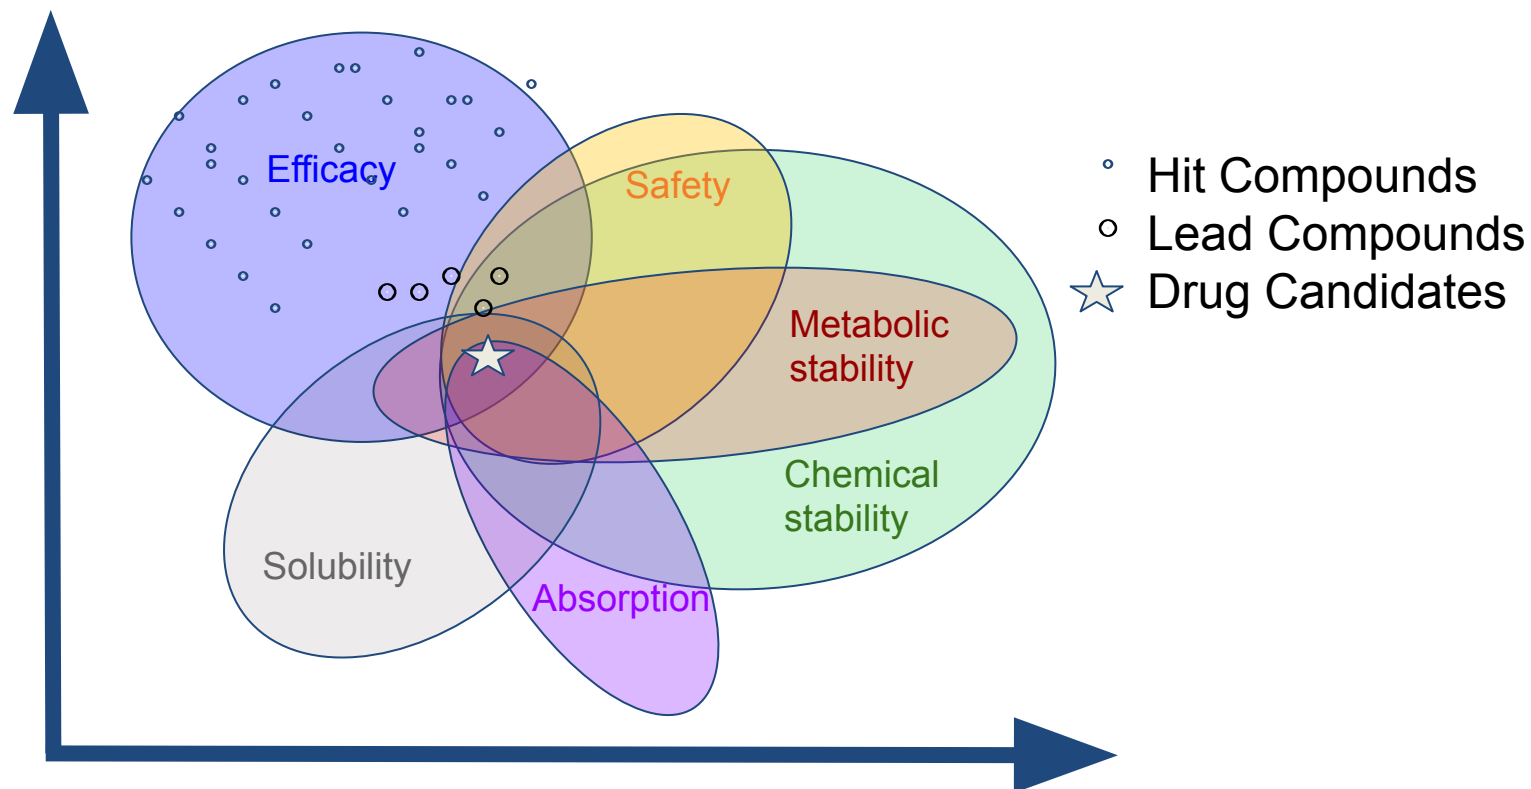 Efficacy
Safety
Metabolic
stability
Chemical
stability
Solubility
Absorption
Hit Compounds
Lead Compounds
Drug Candidates